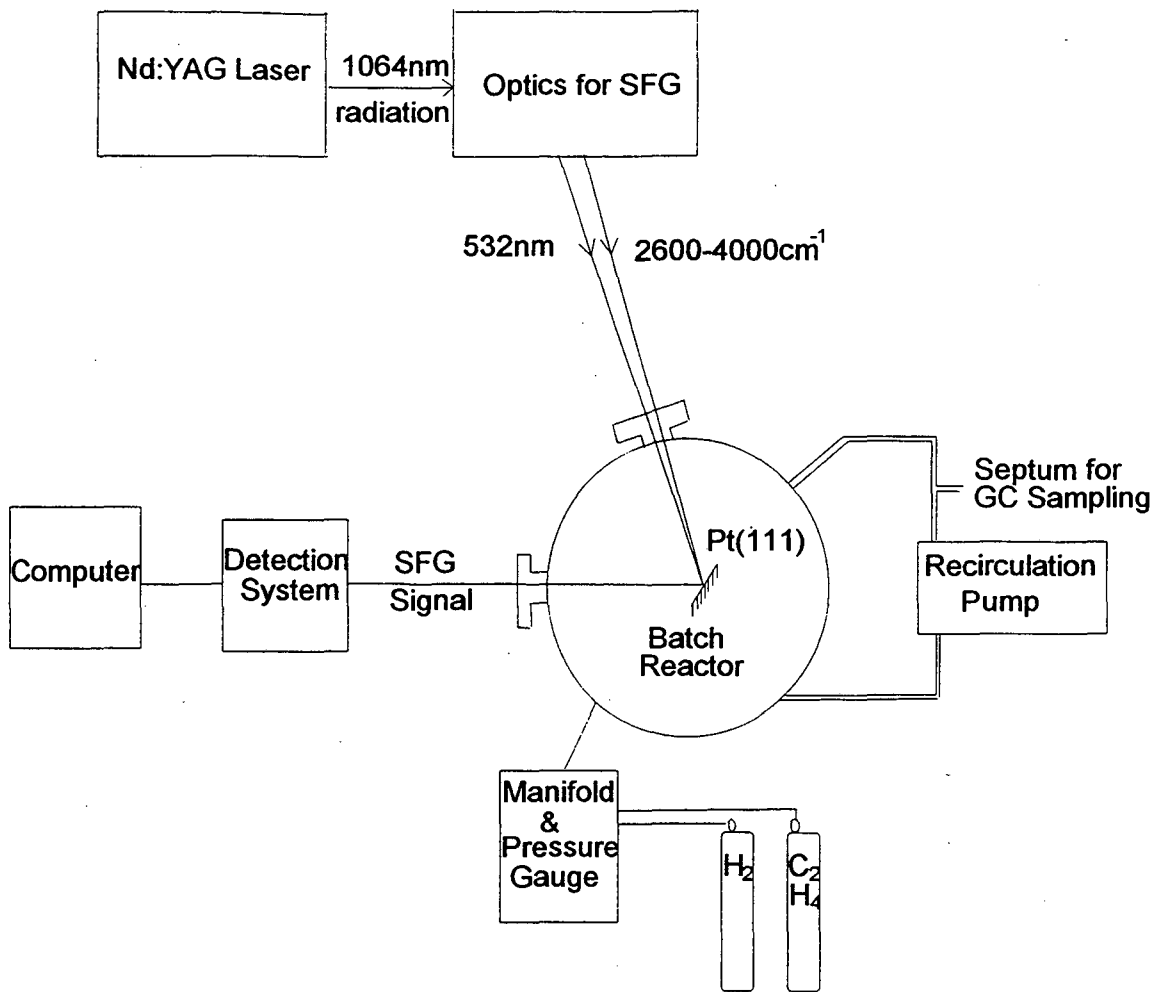 Nd:YAG Laser
1064nm
radiation
Optics for SFG
532nm
2600-4000cm⁻¹
Septum for
GC Sampling
Pt(111)
Computer
Detection
System
SFG
Signal
Recirculation
Pump
Batch
Reactor
Manifold
&
Pressure
Gauge
H₂
C₂
H₄